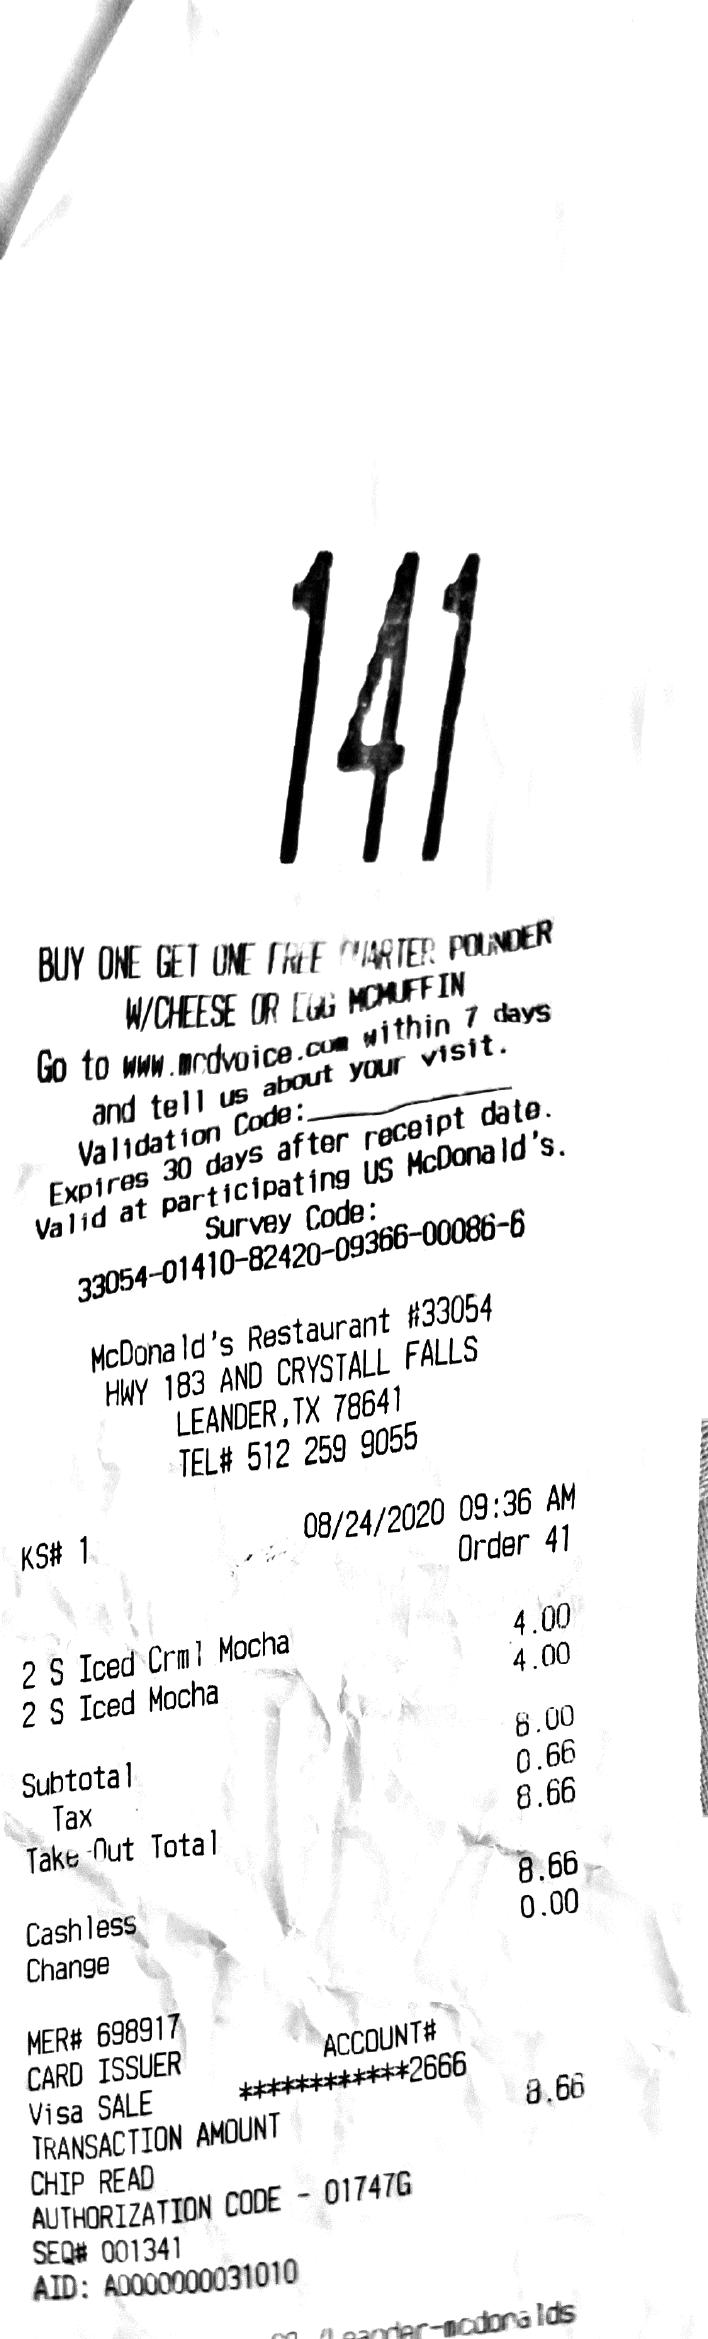 141
BUY ONE GET ONE FREE QUARTER POUNDER
W/CHEESE OR EGG MCMUFFIN
Go to www.mcdvoice.com within 7 days
and tell us about your visit.
Validation Code:
Expires 30 days after receipt date.
Valid at participating US McDonald's.
Survey Code:
33054-01410-82420-09366-00086-6
McDonald's Restaurant #33054
HWY 183 AND CRYSTALL FALLS
LEANDER,TX 78641
TEL# 512 259 9055
KS# 1 08/24/2020 09:36 AM
Order 41
2 S Iced Crml Mocha 4.00
2 S Iced Mocha 4.00
Subtotal 8.00
Tax 0.66
Take-Out Total 8.66
Cashless 8.66
Change 0.00
MER# 698917
CARD ISSUER ACCOUNT#
Visa SALE ************2666
TRANSACTION AMOUNT 8.66
CHIP READ
AUTHORIZATION CODE - 01747G
SEQ# 001341
AID: A0000000031010
/Leander-mcdonalds